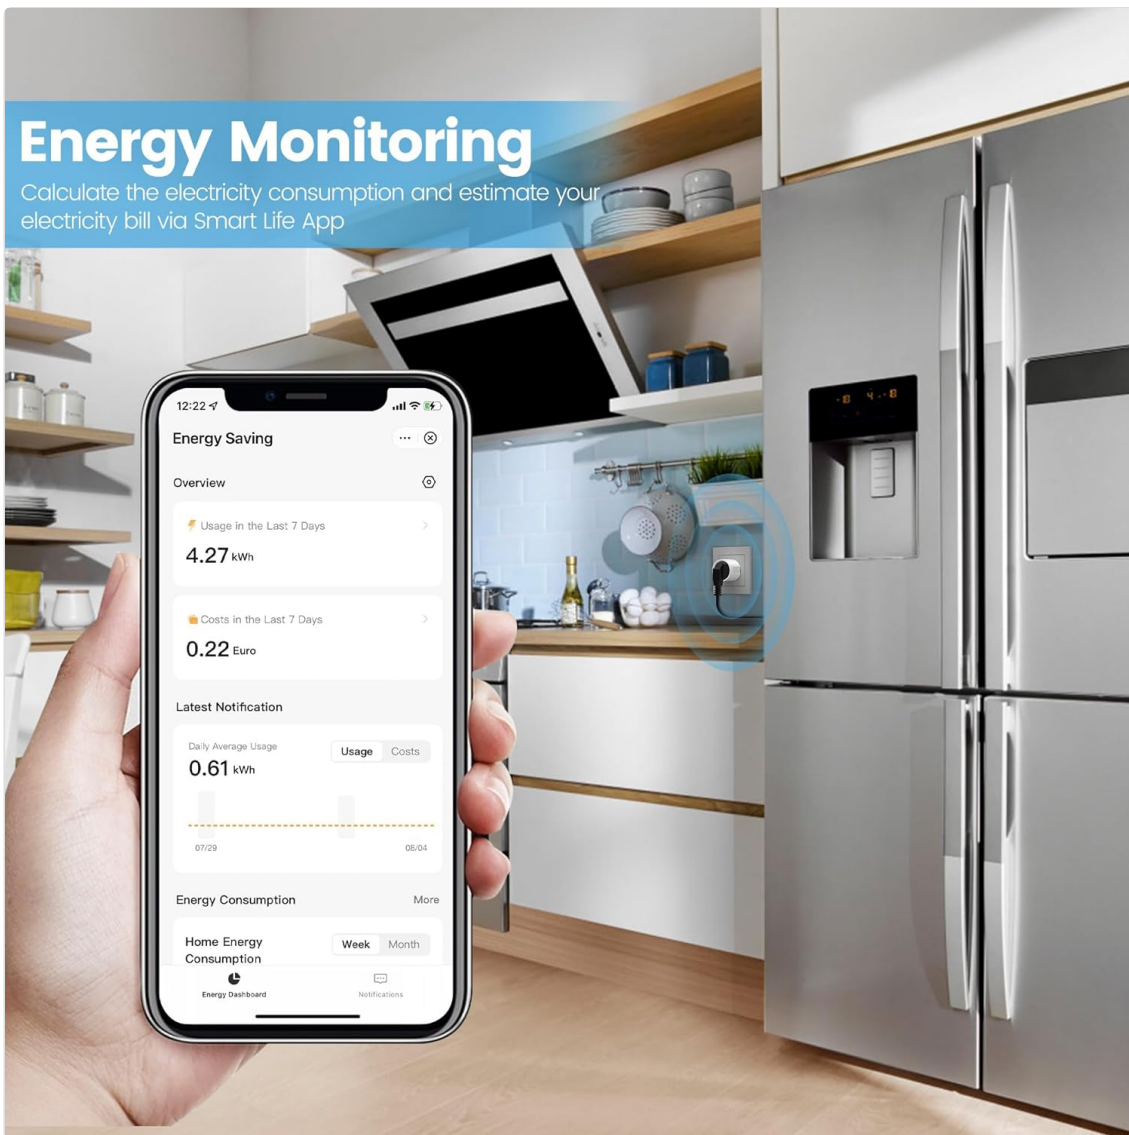 Energy Monitoring
Calculate the electricity consumption and estimate your
electricity bill via Smart Life App
12:22
Energy Saving
Overview
Usage in the Last 7 Days
4.27 kWh
Costs in the Last 7 Days
0.22 Euro
Latest Notification
Daily Average Usage
0.61 kWh
Usage Costs
07/29 08/04
Energy Consumption More
Home Energy
Consumption
Week Month
Energy Dashboard Notifications